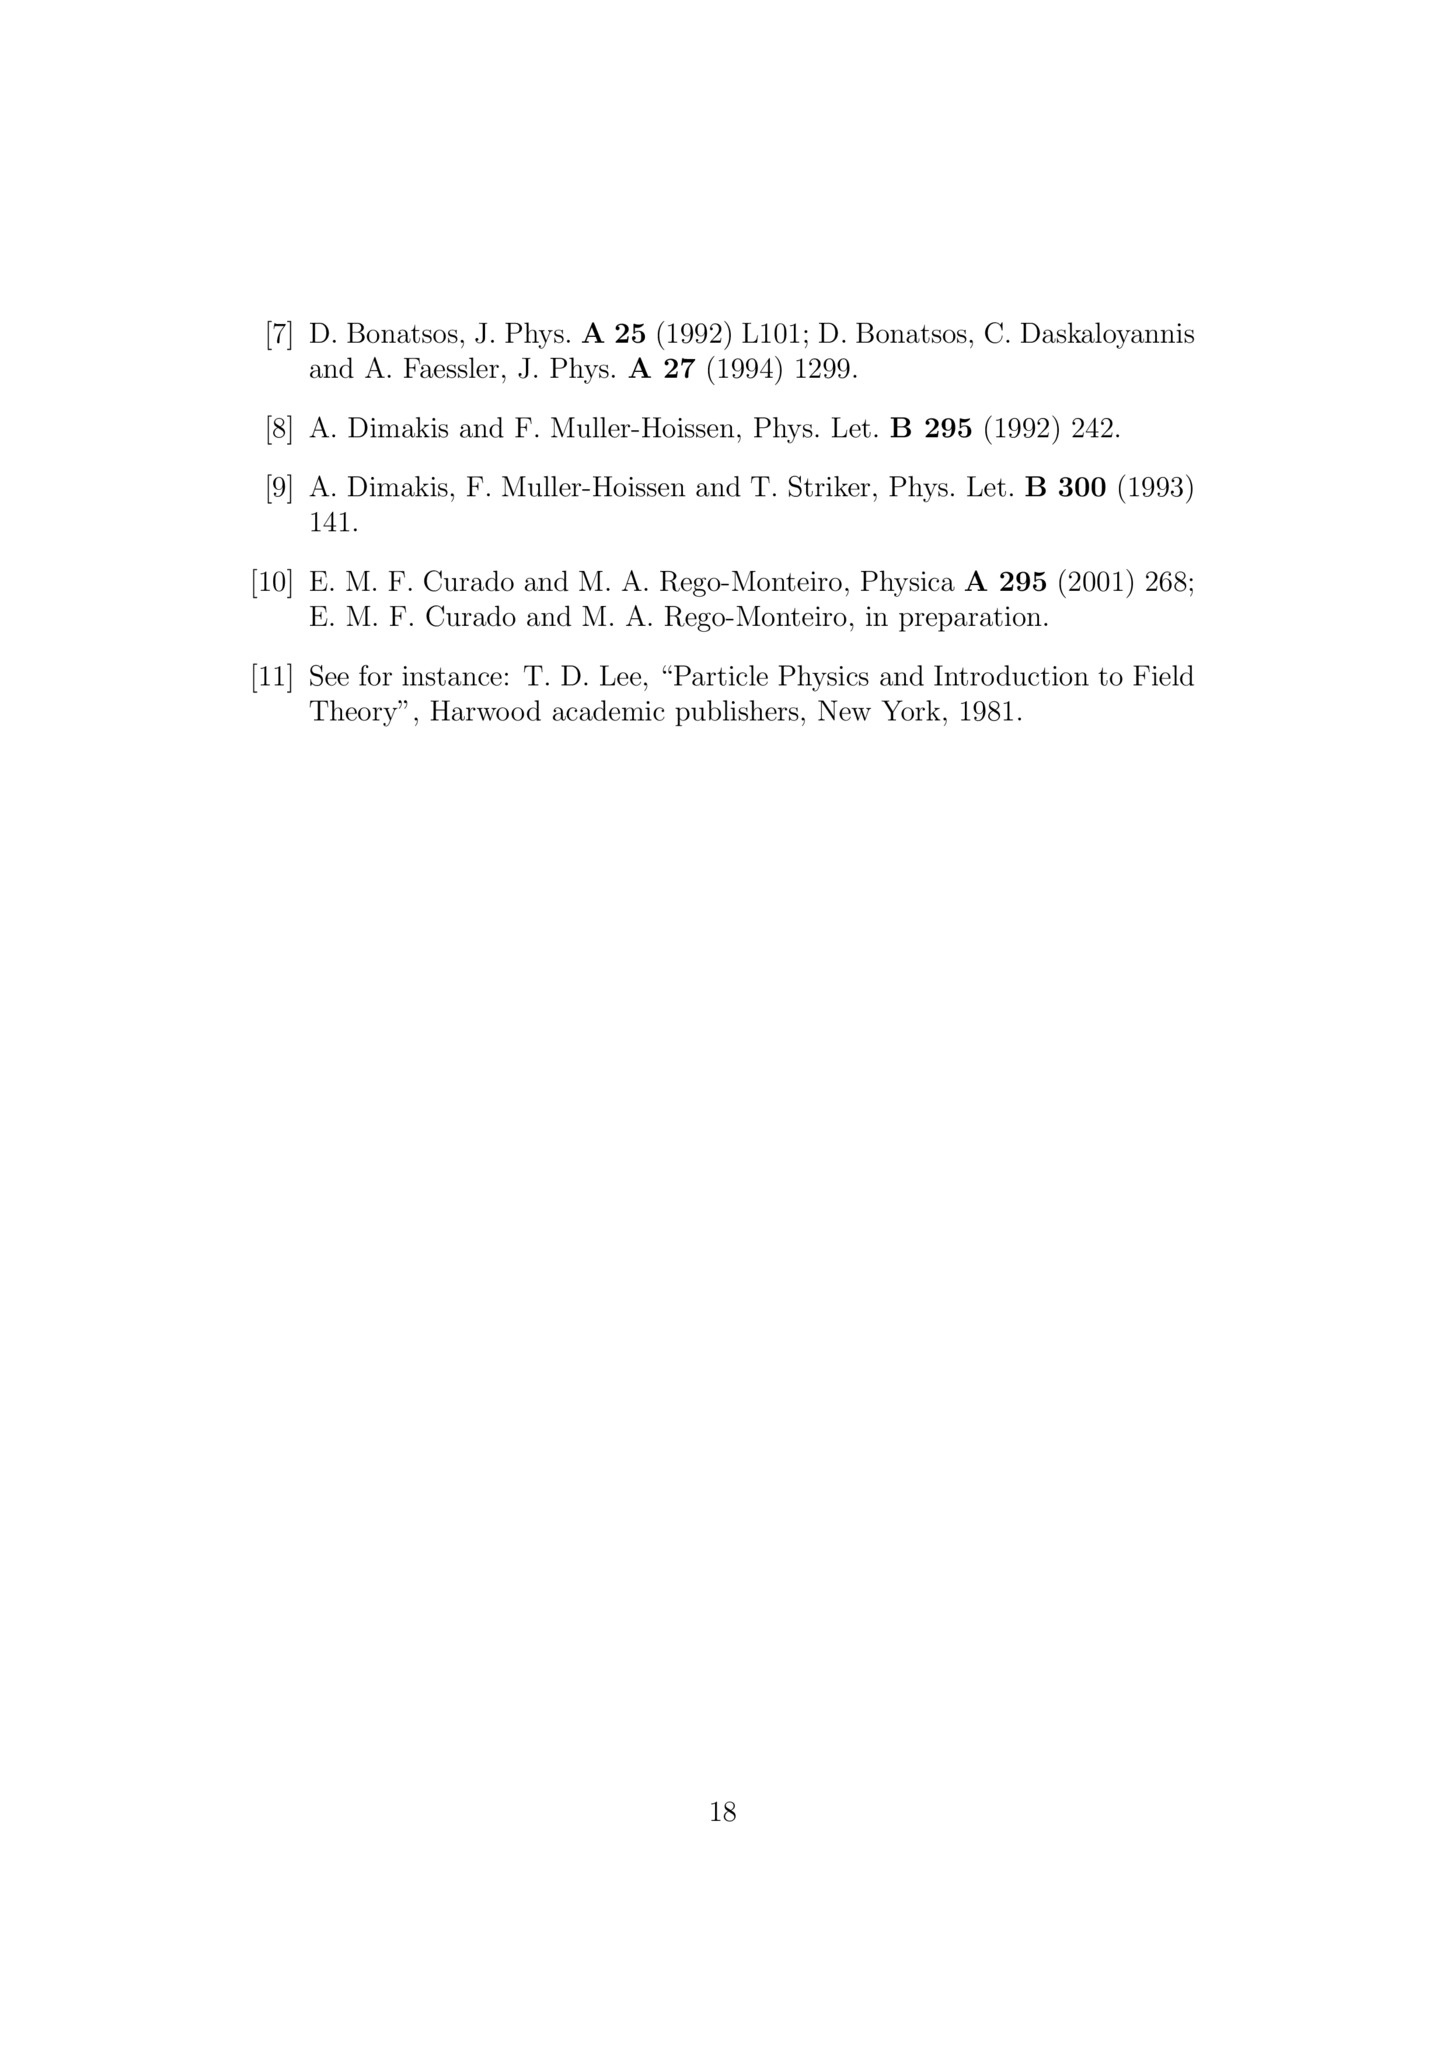 [7] D. Bonatsos, J. Phys. A 25 (1992) L101; D. Bonatsos, C. Daskaloyannis
and A. Faessler, J. Phys. A 27 (1994) 1299.
[8] A. Dimakis and F. Muller-Hoissen, Phys. Let. B 295 (1992) 242.
[9] A. Dimakis, F. Muller-Hoissen and T. Striker, Phys. Let. B 300 (1993)
141.
[10] E. M. F. Curado and M. A. Rego-Monteiro, Physica A 295 (2001) 268;
E. M. F. Curado and M. A. Rego-Monteiro, in preparation.
[11] See for instance: T. D. Lee, “Particle Physics and Introduction to Field
Theory”, Harwood academic publishers, New York, 1981.
18